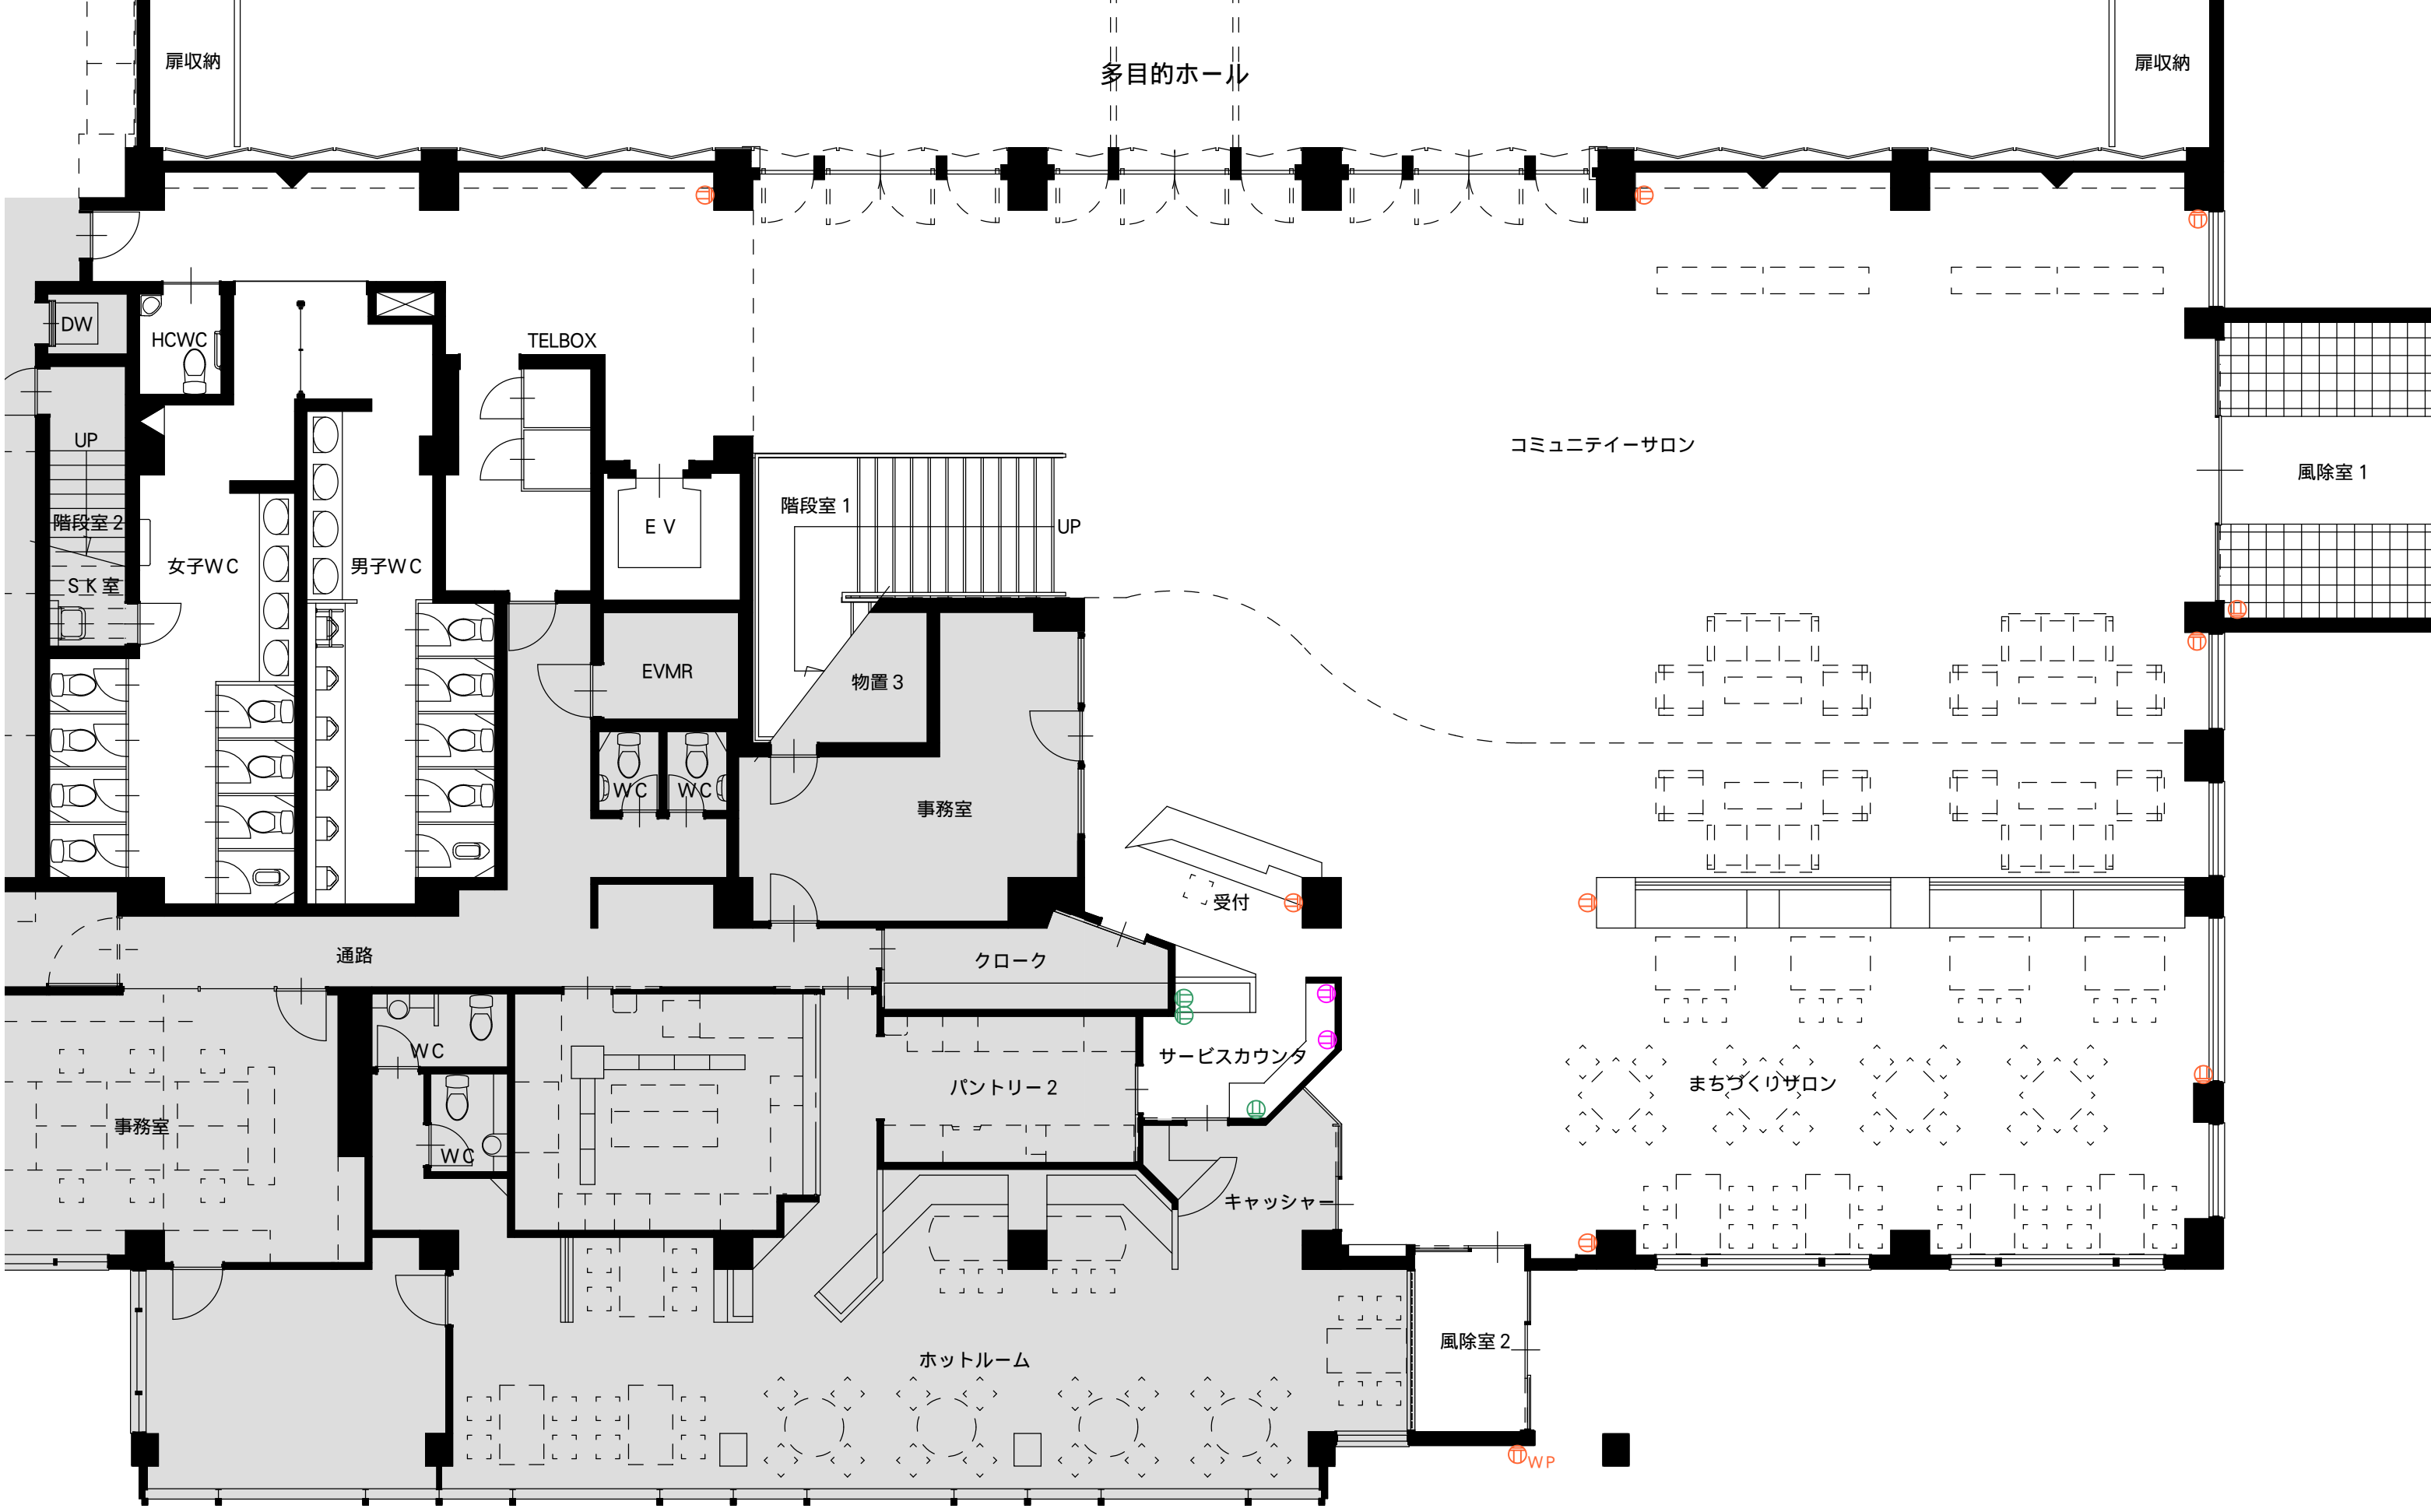 扉収納
多目的ホール
扉収納
DW
HCWC
TELBOX
UP
コミュニテイーサロン
風除室1
階段室1
階段室2
EV
UP
女子WC
男子WC
SK室
EVMR
物置3
WC
WC
事務室
受付
通路
クローク
WC
サービスカウンタ
パントリー2
まちづくりサロン
事務室
WC
キャッシャー
風除室2
ホットルーム
WP